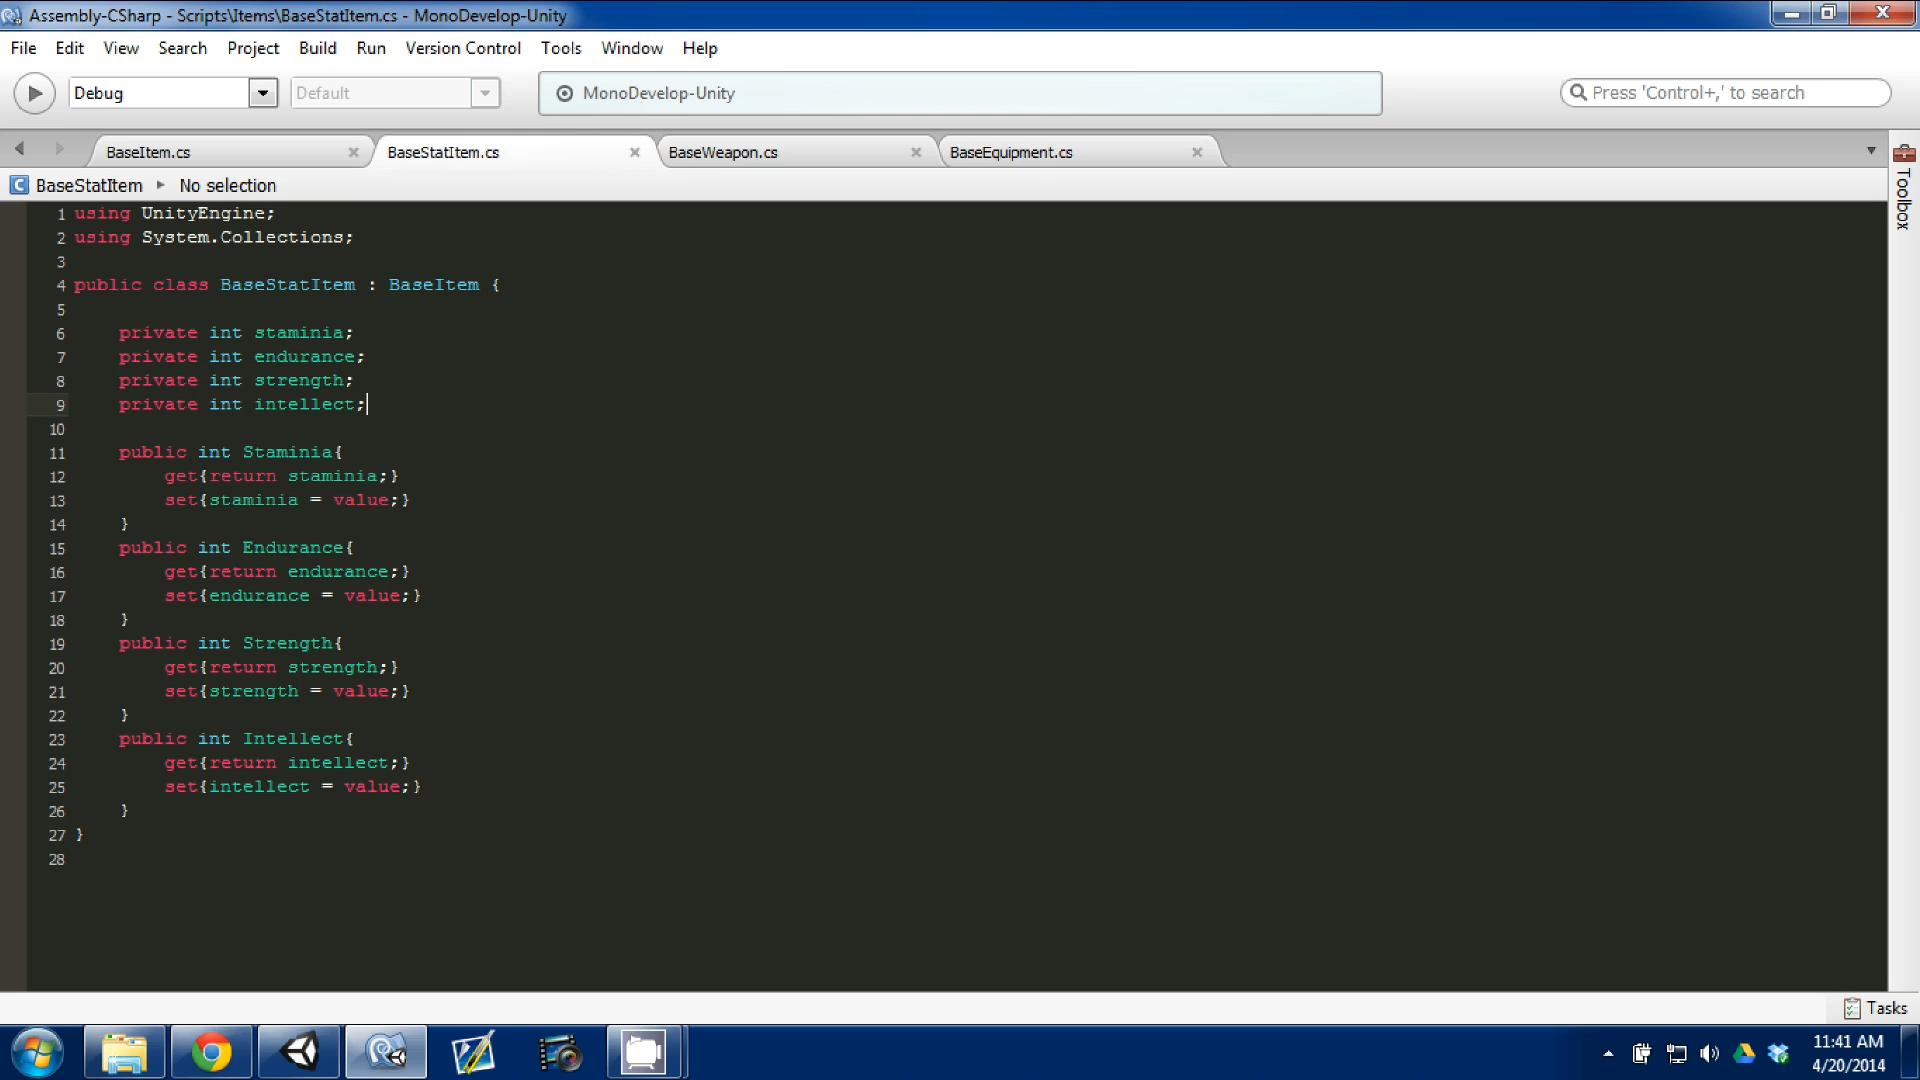 Assembly-CSharp - Scripts\Items\BaseStatItem.cs - MonoDevelop-Unity
File Edit View Search Project Build Run Version Control Tools Window Help
Debug Default MonoDevelop-Unity Press 'Control+,' to search
BaseItem.cs BaseStatItem.cs BaseWeapon.cs BaseEquipment.cs
Toolbox
BaseStatItem No selection
1 using UnityEngine;
2 using System.Collections;
3
4 public class BaseStatItem : BaseItem {
5
6 private int staminia;
7 private int endurance;
8 private int strength;
9 private int intellect;
10
11 public int Staminia{
12 get{return staminia;}
13 set{staminia = value;}
14 }
15 public int Endurance{
16 get{return endurance;}
17 set{endurance = value;}
18 }
19 public int Strength{
20 get{return strength;}
21 set{strength = value;}
22 }
23 public int Intellect{
24 get{return intellect;}
25 set{intellect = value;}
26 }
27 }
28
Tasks
11:41 AM
4/20/2014